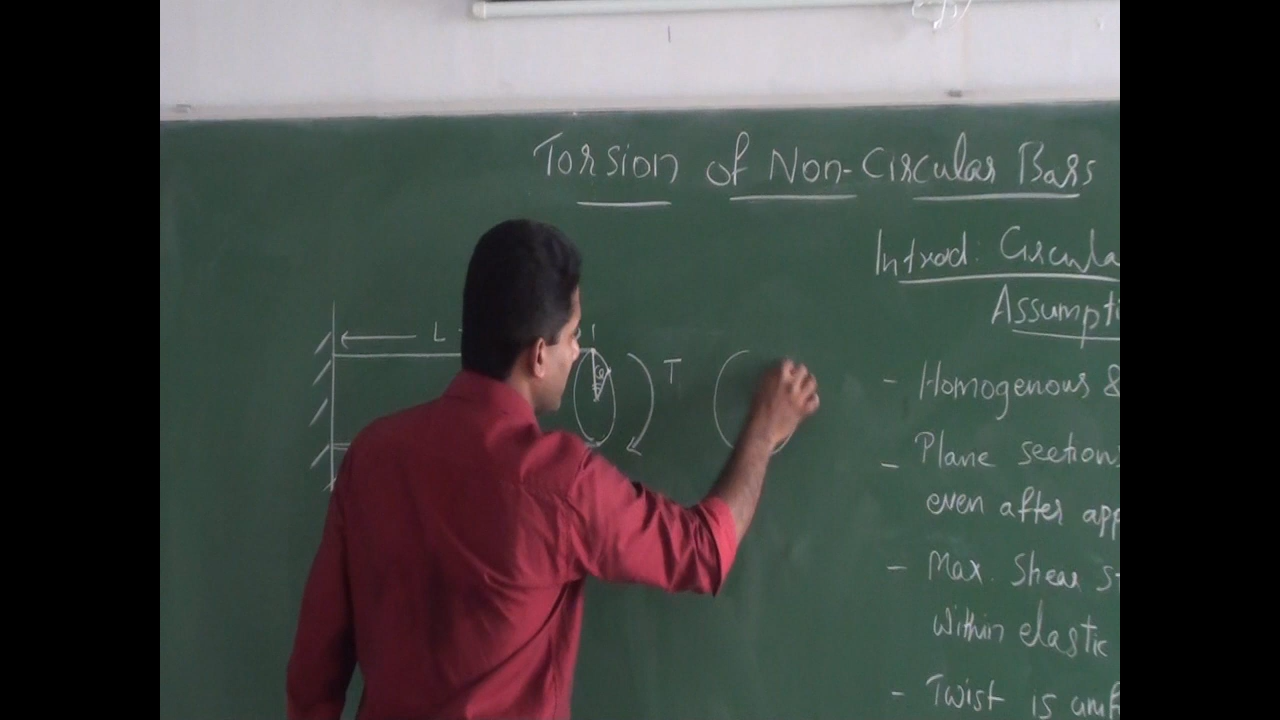 Torsion of Non-Circular Bars
Introd: Circula
Assumpti
L
T
- Homogenous &
- Plane sections
even after app
- Max. Shear S
within elastic
- Twist is unif